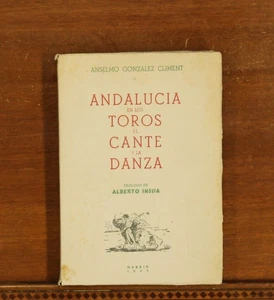 ANSELMO GONZALEZ CLIMENT
ANDALUCIA
EN LOS
TOROS
EL
CANTE
Y LA
DANZA
PROLOGO DE
ALBERTO INSUA
MADRID